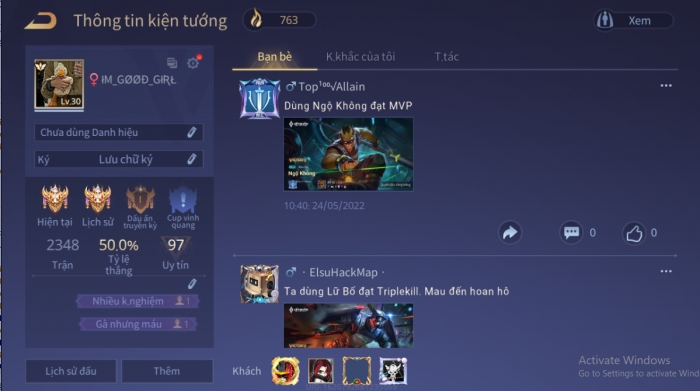 Thông tin kiện tướng
763
Xem
ƗM_GØØĐ_GỊRŁ
Lv.30
Chưa dùng Danh hiệu
Ký
Lưu chữ ký
Hiện tại
Lịch sử
Dấu ấn truyền kỳ
Cup vinh quang
2348
50.0%
97
Trận
Tỷ lệ thắng
Uy tín
Nhiều k.nghiệm
1
Gà nhưng máu
1
Lịch sử đấu
Thêm
Bạn bè
K.khắc của tôi
T.tác
Top¹⁰⁰√Allain
Dùng Ngộ Không đạt MVP
Ngộ Không
10:40: 24/05/2022
0
0
· ElsuHackMap ·
Ta dùng Lữ Bố đạt Triplekill. Mau đến hoan hô
Khách
Activate Windows
Go to Settings to activate Wind